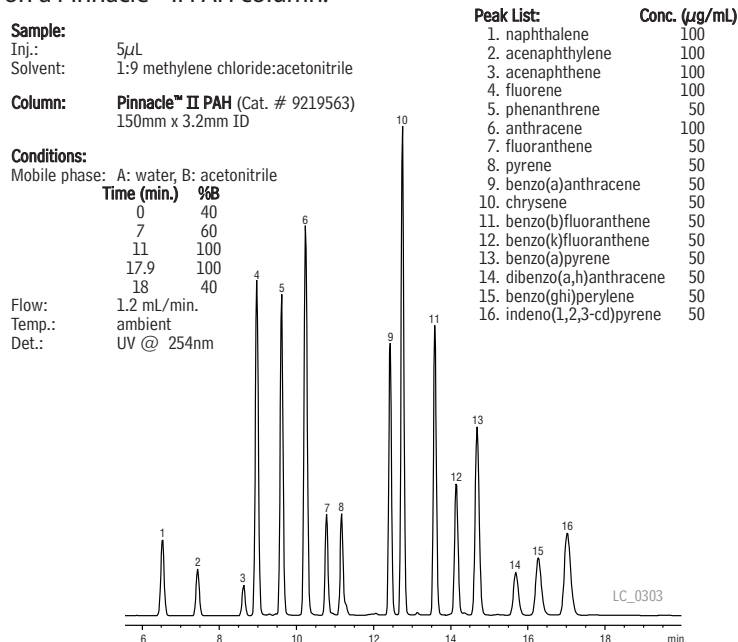 on a Pinnacle™ II PAH column.
Sample:
Inj.: 5µL
Solvent: 1:9 methylene chloride:acetonitrile
Column: Pinnacle™ II PAH (Cat. # 9219563)
150mm x 3.2mm ID
Conditions:
Mobile phase: A: water, B: acetonitrile
Time (min.) %B
0 40
7 60
11 100
17.9 100
18 40
Flow: 1.2 mL/min.
Temp.: ambient
Det.: UV @ 254nm
Peak List: Conc. (µg/mL)
1. naphthalene 100
2. acenaphthylene 100
3. acenaphthene 100
4. fluorene 100
5. phenanthrene 50
6. anthracene 100
7. fluoranthene 50
8. pyrene 50
9. benzo(a)anthracene 50
10. chrysene 50
11. benzo(b)fluoranthene 50
12. benzo(k)fluoranthene 50
13. benzo(a)pyrene 50
14. dibenzo(a,h)anthracene 50
15. benzo(ghi)perylene 50
16. indeno(1,2,3-cd)pyrene 50
1
2
3
4
5
6
7
8
9
10
11
12
13
14
15
16
LC_0303
6 8 10 12 14 16 18 min